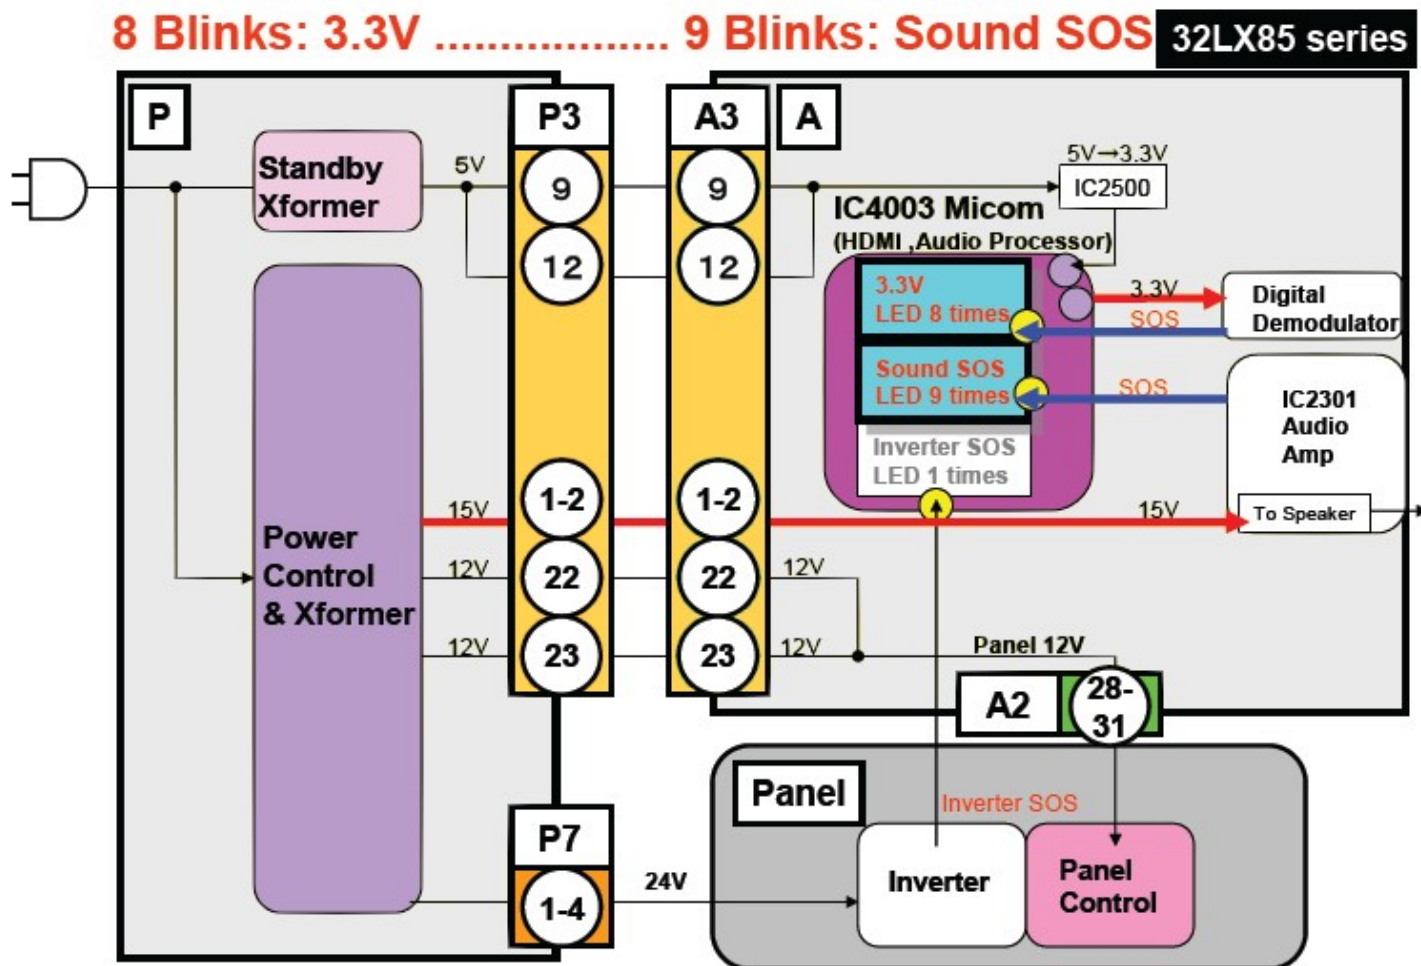 8 Blinks: 3.3V .................. 9 Blinks: Sound SOS
32LX85 series
P
P3
A3
A
Standby
Xformer
5V
9
9
12
12
5V→3.3V
IC2500
IC4003 Micom
(HDMI ,Audio Processor)
3.3V
LED 8 times
3.3V
SOS
Digital
Demodulator
Sound SOS
LED 9 times
SOS
IC2301
Audio
Amp
Inverter SOS
LED 1 times
Power
Control
& Xformer
15V
1-2
1-2
15V
To Speaker
12V
22
22
12V
12V
23
23
12V
Panel 12V
A2
28-
31
Panel
Inverter SOS
P7
1-4
24V
Inverter
Panel
Control